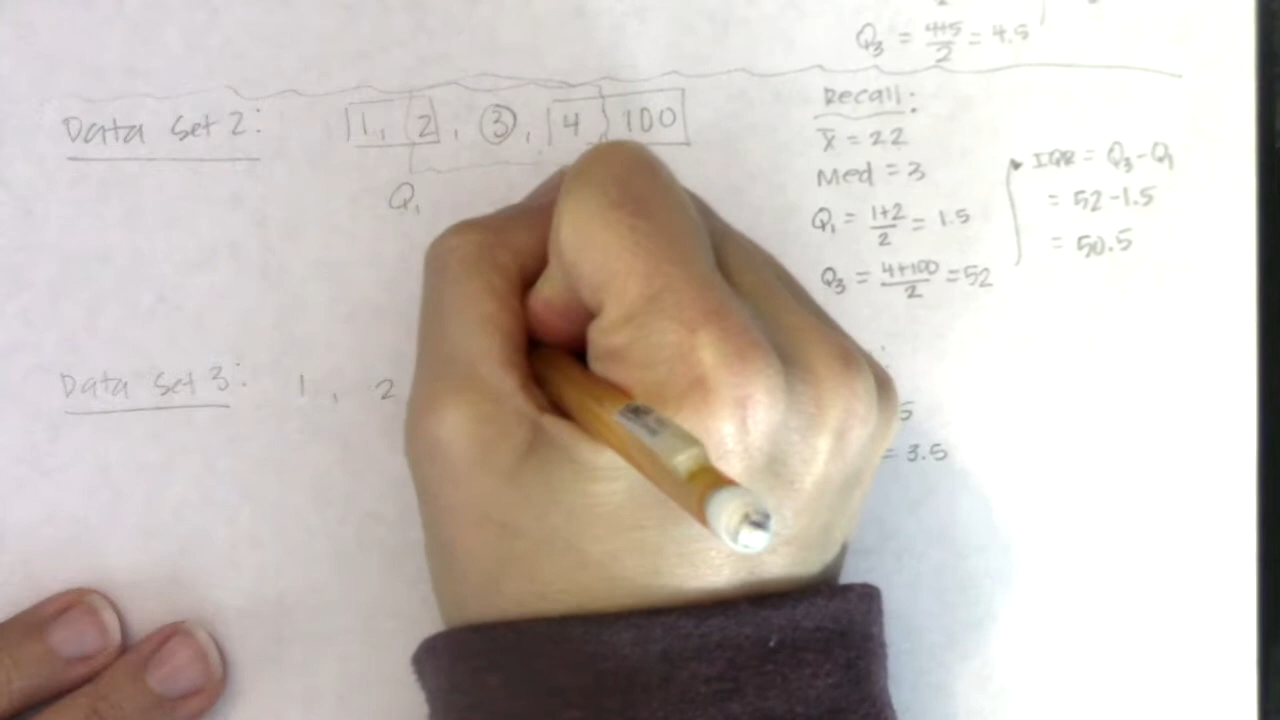 Q₃ = 4+5/2 = 4.5
Data Set 2: 1, 2, 3, 4, 100
Recall:
x̄ = 22
Med = 3
Q₁ = 1+2/2 = 1.5
Q₃ = 4+100/2 = 52
IQR = Q₃-Q₁
= 52-1.5
= 50.5
Q₁
Data Set 3: 1, 2
5
= 3.5